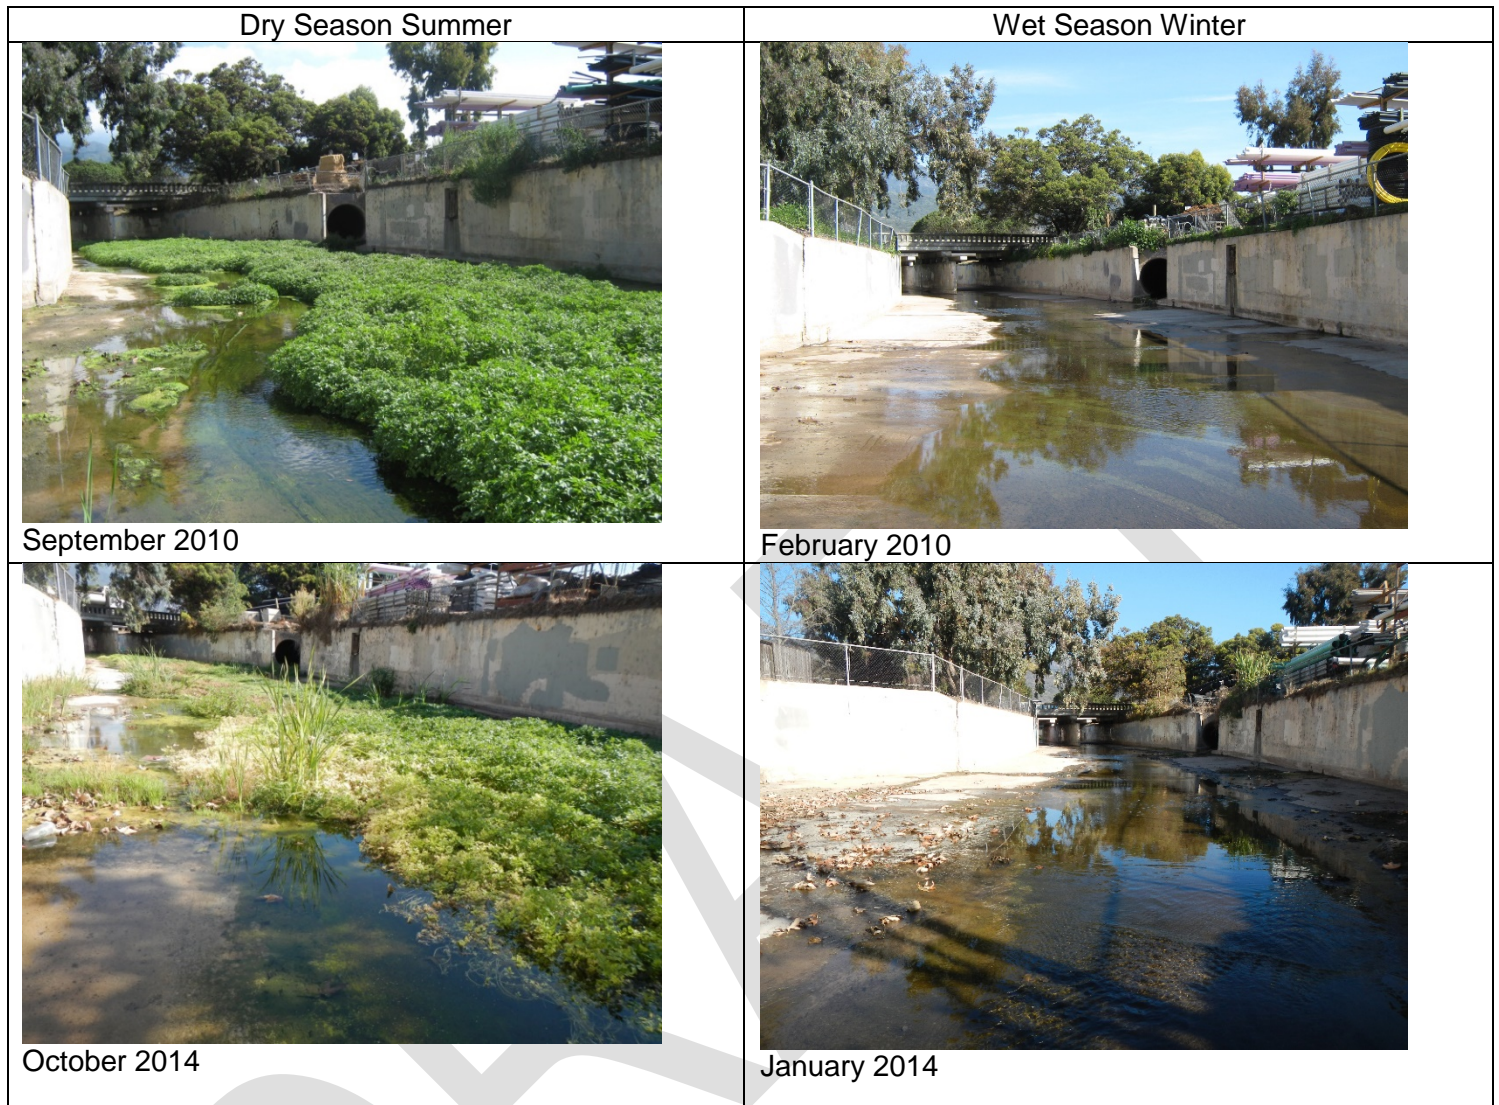 Dry Season Summer
Wet Season Winter
September 2010
February 2010
October 2014
January 2014